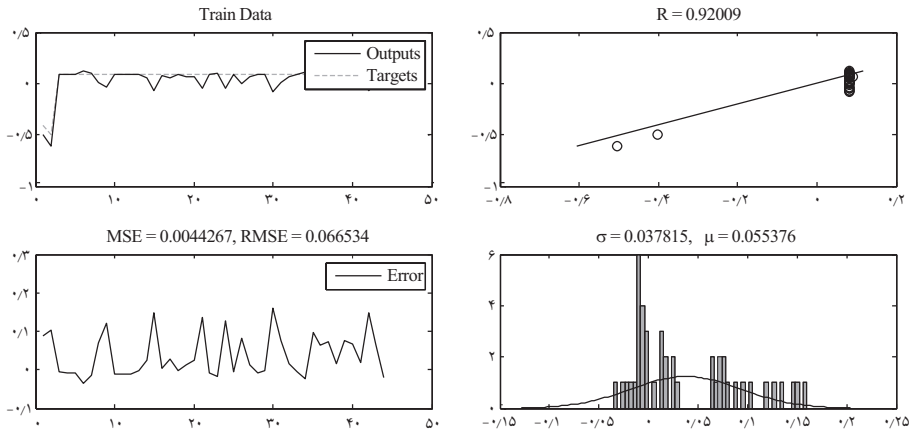 Train Data
۰/۵
۰
-۰/۵
-۱
Outputs
Targets
۰ ۱۰ ۲۰ ۳۰ ۴۰ ۵۰
R = 0.92009
۰/۵
۰
-۰/۵
-۱
-۰/۸ -۰/۶ -۰/۴ -۰/۲ ۰ ۰/۲
MSE = 0.0044267, RMSE = 0.066534
۰/۳
۰/۲
۰/۱
۰
-۰/۱
Error
۰ ۱۰ ۲۰ ۳۰ ۴۰ ۵۰
σ = 0.037815, μ = 0.055376
۶
۴
۲
۰
-۰/۱۵ -۰/۱ -۰/۰۵ ۰ ۰/۰۵ ۰/۱ ۰/۱۵ ۰/۲ ۰/۲۵